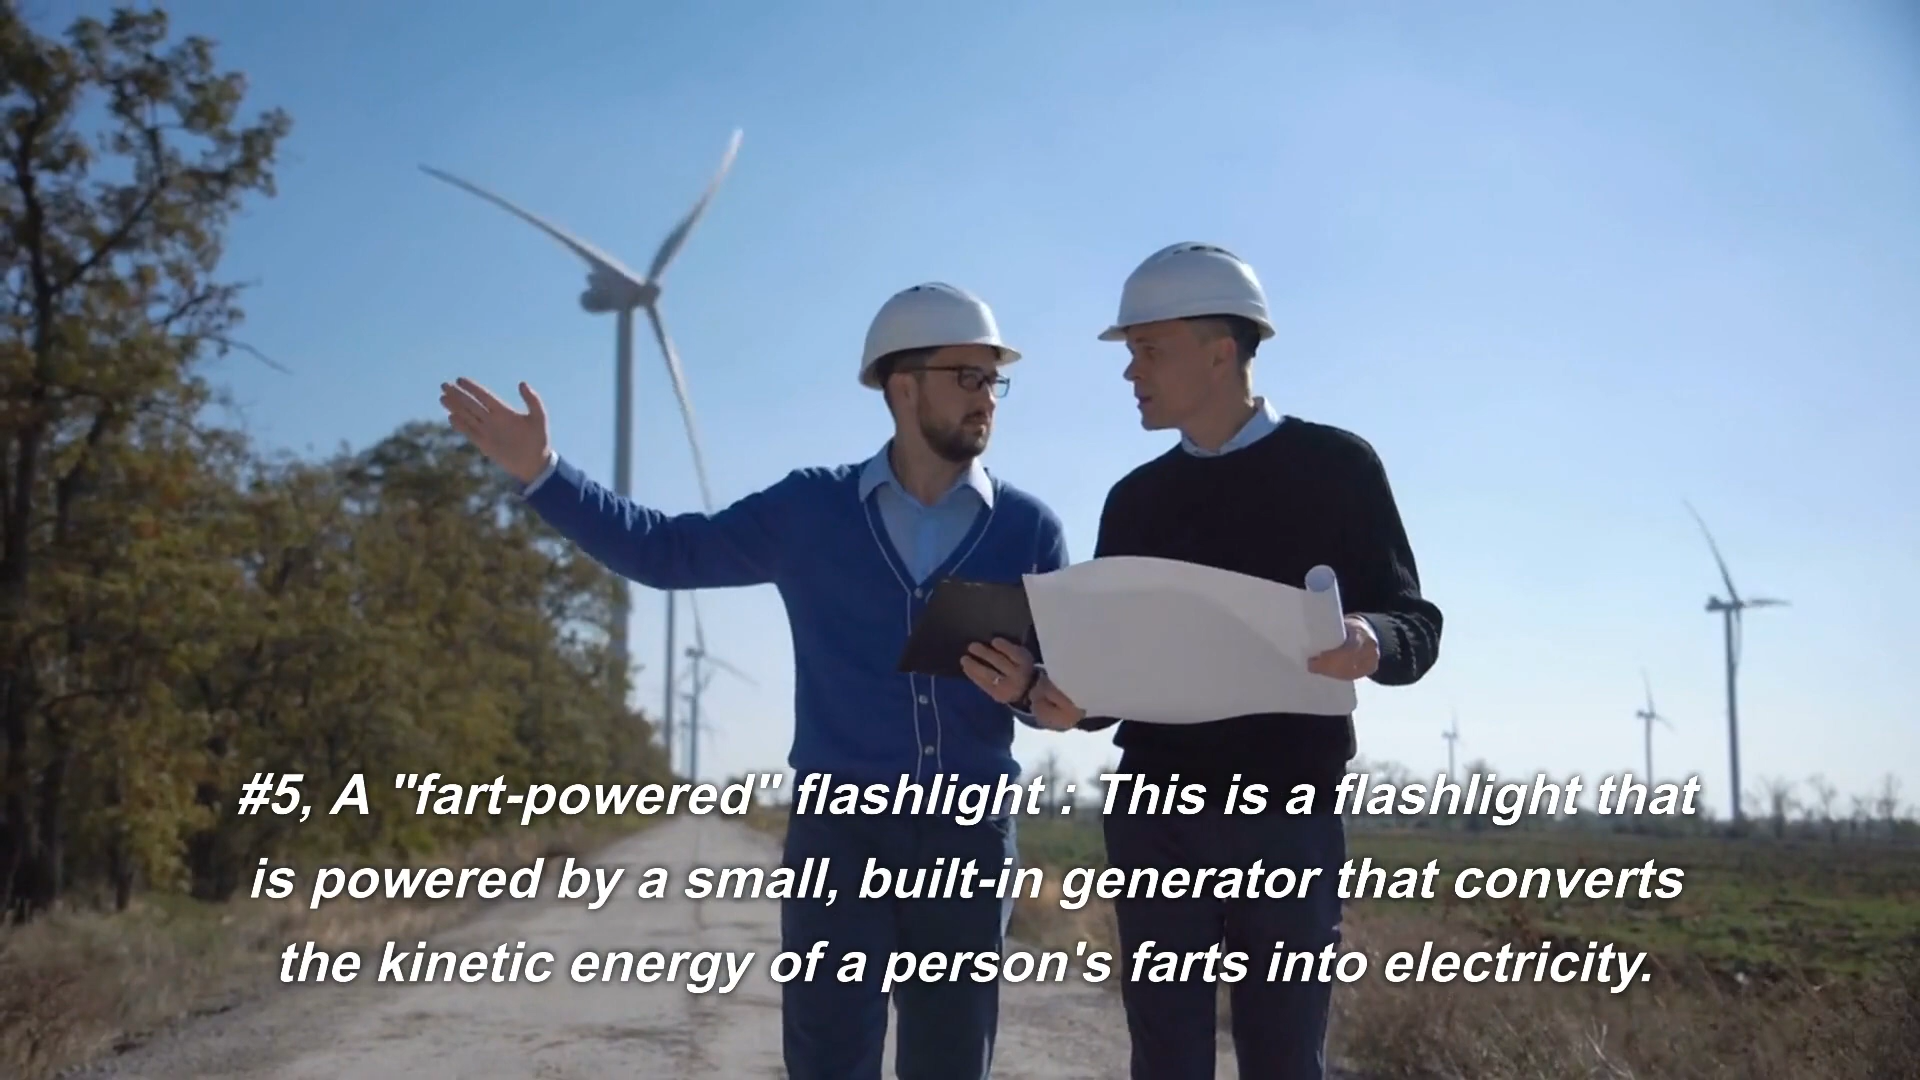 #5, A "fart-powered" flashlight : This is a flashlight that
is powered by a small, built-in generator that converts
the kinetic energy of a person's farts into electricity.